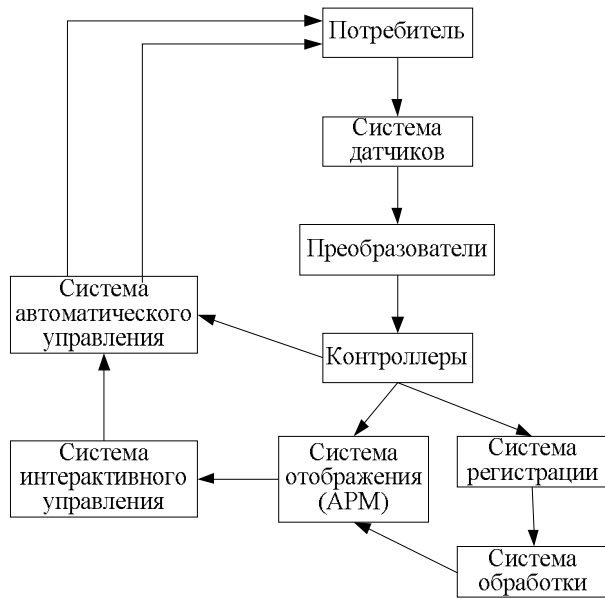 Потребитель
Система
датчиков
Преобразователи
Система
автоматического
управления
Контроллеры
Система
интерактивного
управления
Система
отображения
(АРМ)
Система
регистрации
Система
обработки